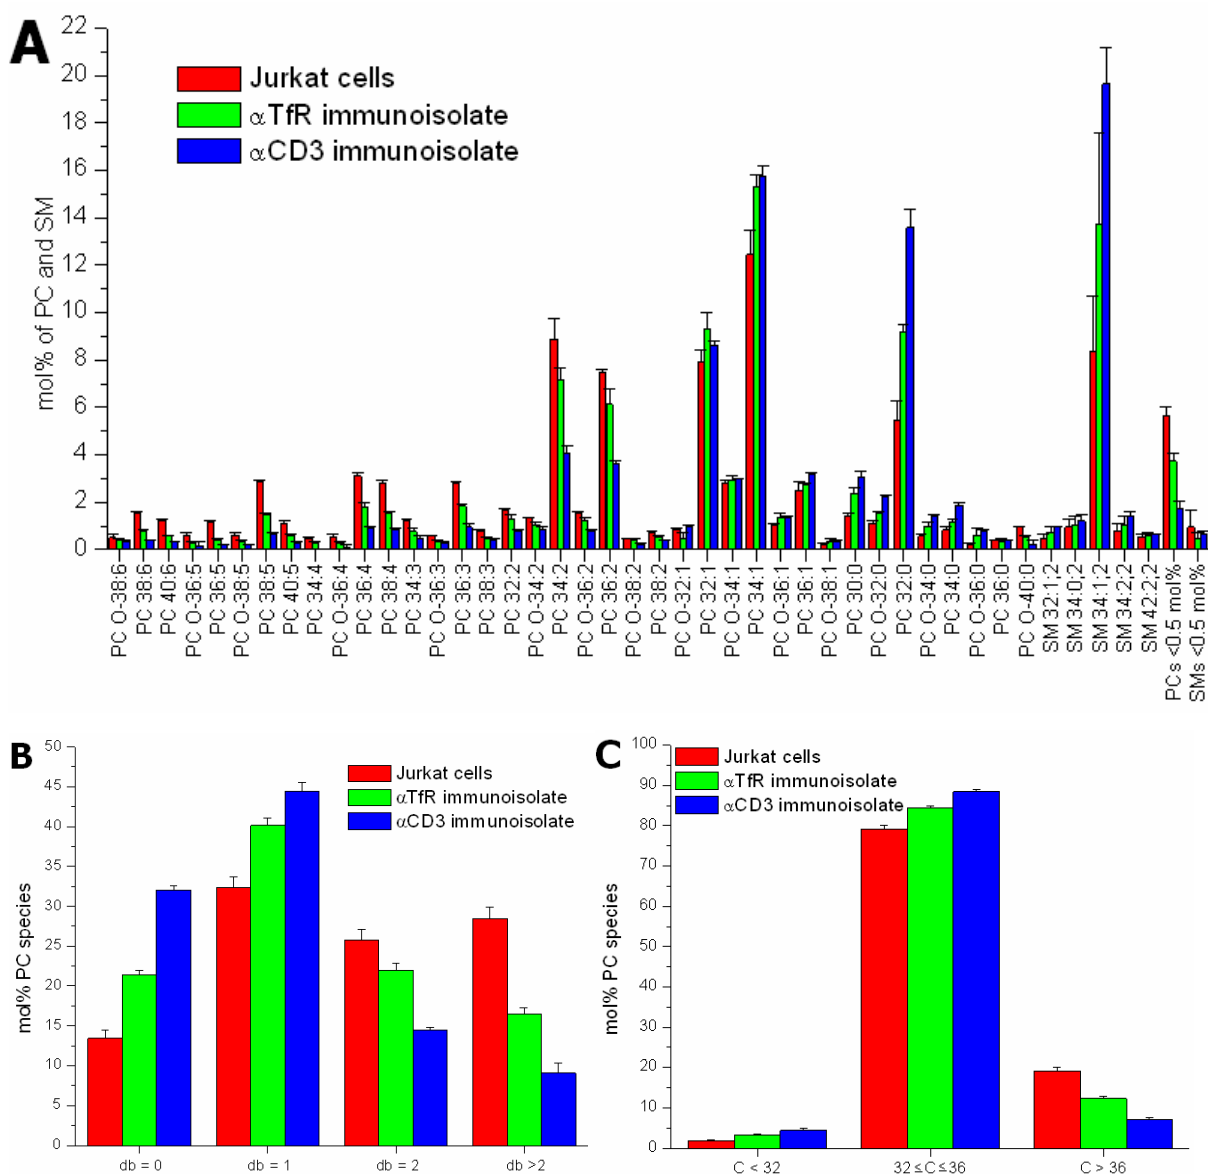 A
22
20
18
16
14
12
10
8
6
4
2
0
mol% of PC and SM
Jurkat cells
αTfR immunoisolate
αCD3 immunoisolate
PC O-38:6
PC 38:6
PC 40:6
PC O-36:5
PC 36:5
PC O-38:5
PC 38:5
PC 40:5
PC 34:4
PC O-36:4
PC 36:4
PC 38:4
PC 34:3
PC O-36:3
PC 36:3
PC 38:3
PC 32:2
PC O-34:2
PC 34:2
PC O-36:2
PC 36:2
PC O-38:2
PC 38:2
PC O-32:1
PC 32:1
PC O-34:1
PC 34:1
PC O-36:1
PC 36:1
PC O-38:1
PC 30:0
PC O-32:0
PC 32:0
PC O-34:0
PC 34:0
PC O-36:0
PC 36:0
PC O-40:0
SM 32:1;2
SM 34:0;2
SM 34:1;2
SM 34:2;2
SM 42:2;2
PCs <0.5 mol%
SMs <0.5 mol%
B
50
45
40
35
30
25
20
15
10
5
0
mol% PC species
Jurkat cells
αTfR immunoisolate
αCD3 immunoisolate
db = 0
db = 1
db = 2
db >2
C
100
90
80
70
60
50
40
30
20
10
0
mol% PC species
Jurkat cells
αTfR immunoisolate
αCD3 immunoisolate
C < 32
32 ≤ C ≤ 36
C > 36